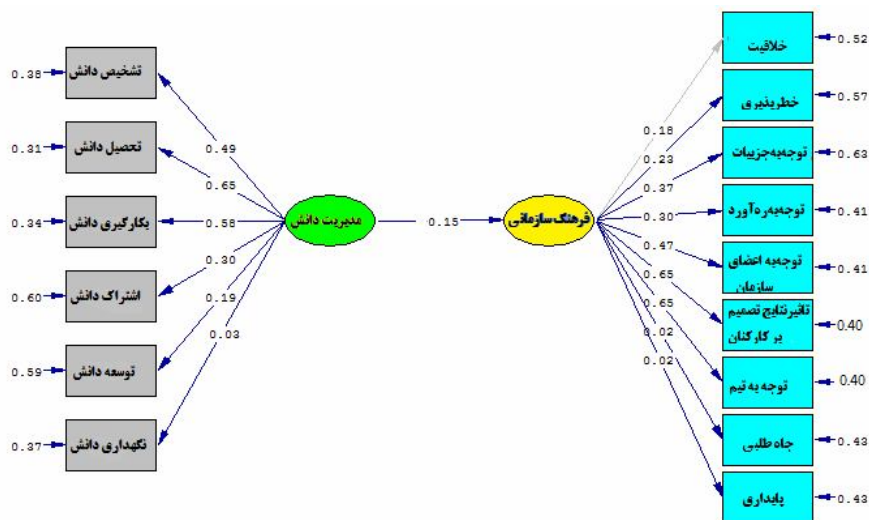 تشخیص دانش
0.38
تحصیل دانش
0.31
بکارگیری دانش
0.34
اشتراک دانش
0.60
توسعه دانش
0.59
نگهداری دانش
0.37
0.49
0.65
0.58
0.30
0.19
0.03
مدیریت دانش
0.15
فرهنگ سازمانی
0.18
0.23
0.37
0.30
0.47
0.65
0.65
0.02
0.02
خلاقیت
0.52
خطرپذیری
0.57
توجه به جزییات
0.63
توجه به ره آورد
0.41
توجه به اعضای
سازمان
0.41
تاثیر نتایج تصمیم
بر کارکنان
0.40
توجه به تیم
0.40
جاه طلبی
0.43
پایداری
0.43